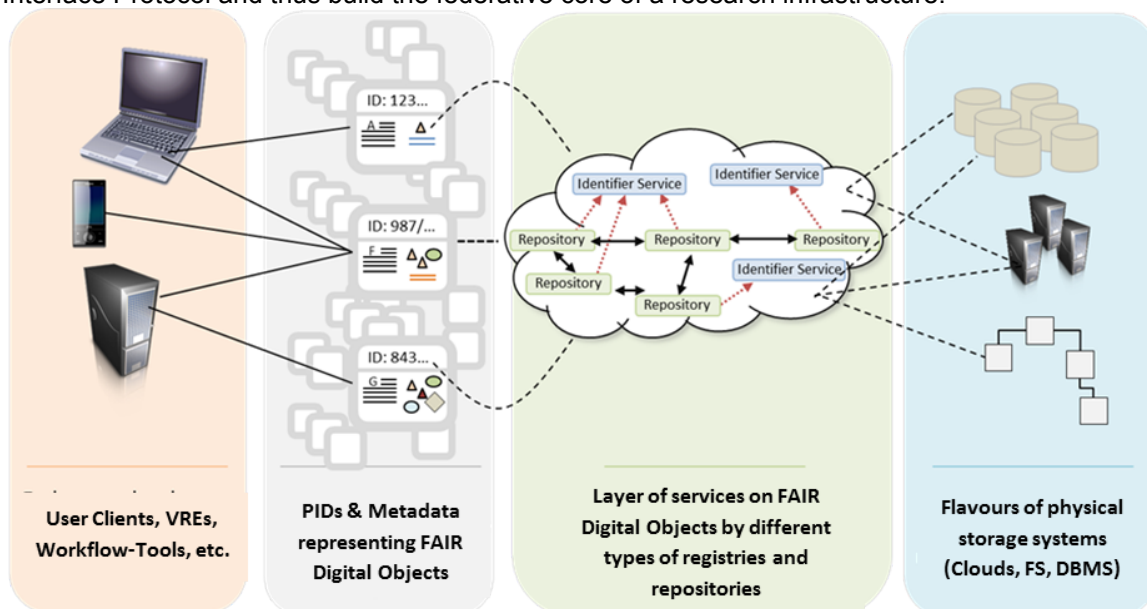 Interface Protocol and thus build the federative core of a research infrastructure.
ID: 123...
A
ID: 987/...
F
ID: 843...
G
Identifier Service
Identifier Service
Repository
Repository
Repository
Identifier Service
Repository
Repository
User Clients, VREs,
Workflow-Tools, etc.
PIDs & Metadata
representing FAIR
Digital Objects
Layer of services on FAIR
Digital Objects by different
types of registries and
repositories
Flavours of physical
storage systems
(Clouds, FS, DBMS)